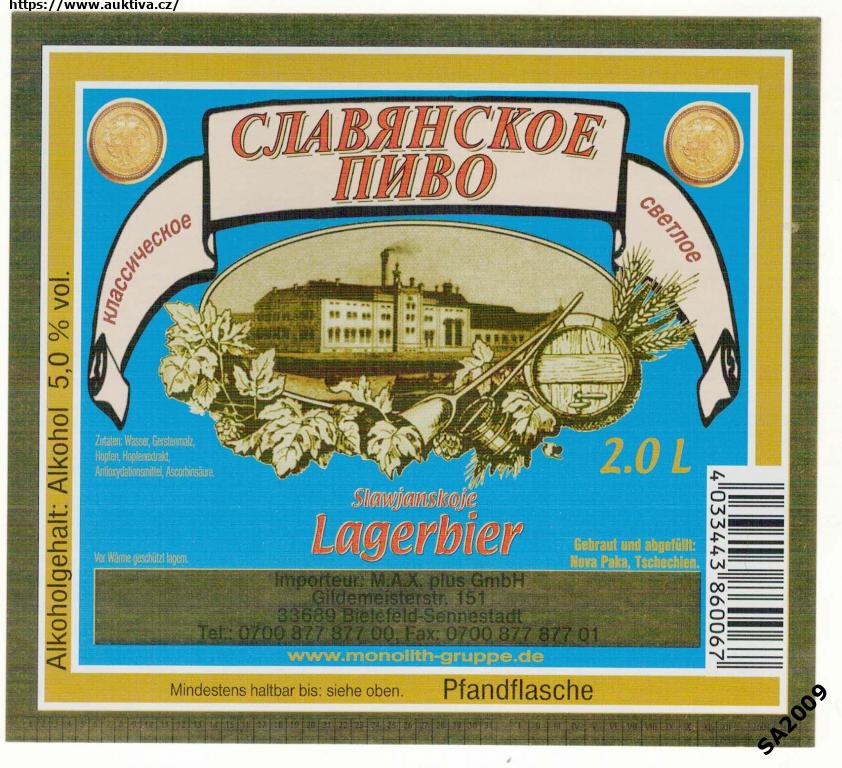 https://www.auktiva.cz/
СЛАВЯНСКОЕ
ПИВО
классическое
светлое
Alkoholgehalt: Alkohol 5,0 % vol.
Zutaten: Wasser, Gerstenmalz,
Hopfen, Hopfenextrakt,
Antioxydationsmittel, Ascorbinsäure.
2.0 L
Slawjanskoje
Lagerbier
Vor Wärme geschützt lagern.
Gebraut und abgefüllt:
Nova Paka, Tschechien.
Importeur: M.A.X. plus GmbH
Gildemeisterstr. 151
33689 Bielefeld-Sennestadt
Tel.: 0700 877 877 00, Fax: 0700 877 877 01
www.monolith-gruppe.de
4 033443 860067
Mindestens haltbar bis: siehe oben. Pfandflasche
SA2009